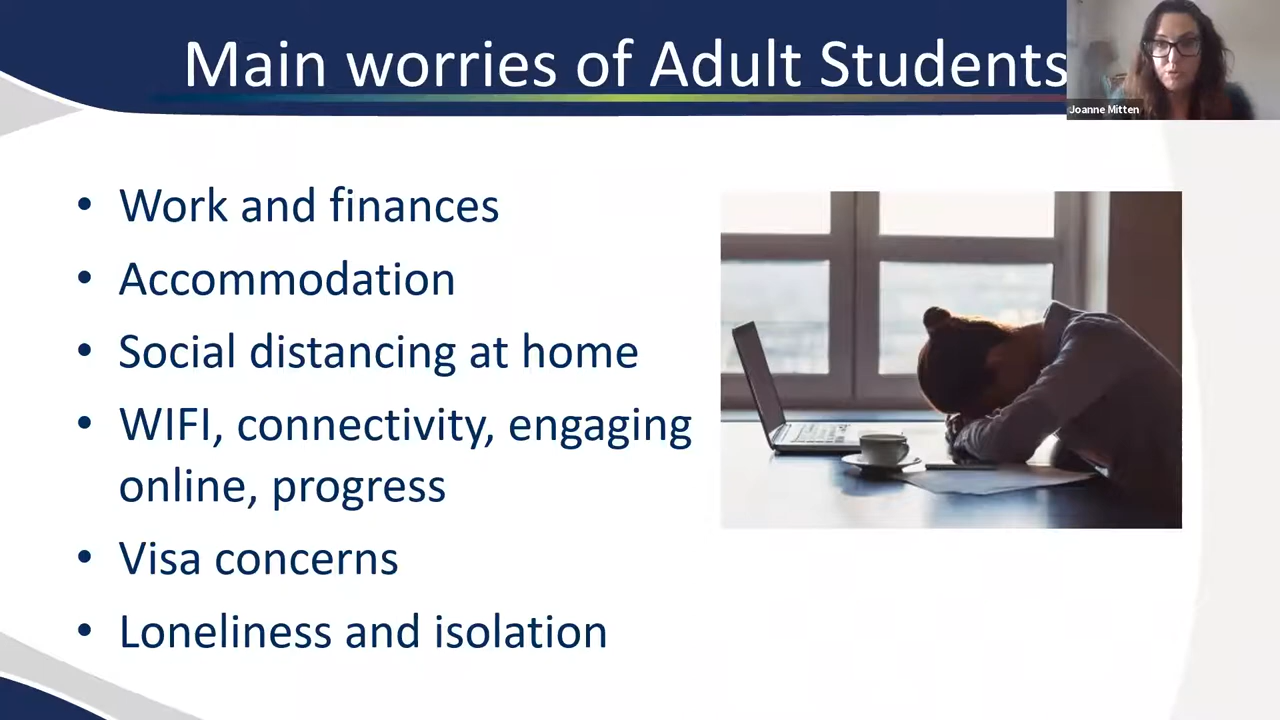 Main worries of Adult Students
Joanne Mitten
• Work and finances
• Accommodation
• Social distancing at home
• WIFI, connectivity, engaging
online, progress
• Visa concerns
• Loneliness and isolation